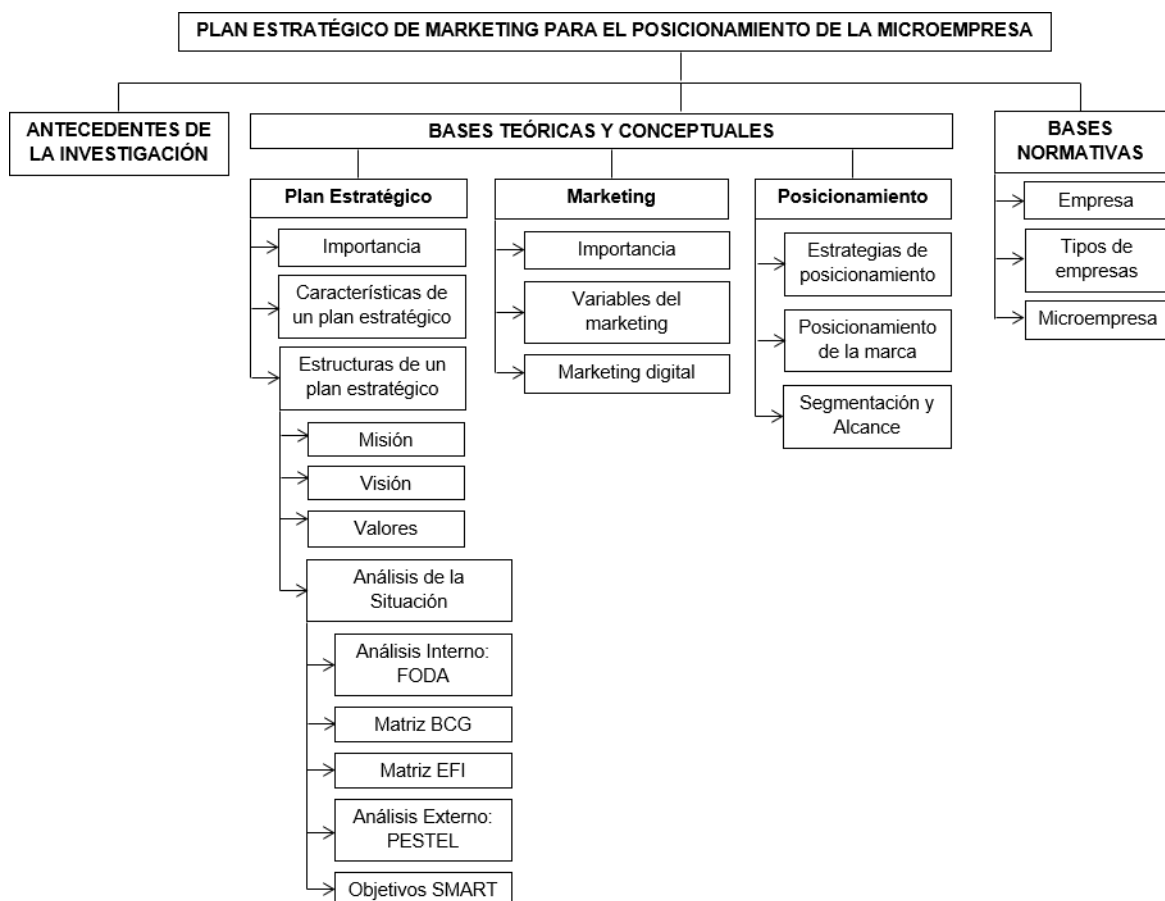 PLAN ESTRATÉGICO DE MARKETING PARA EL POSICIONAMIENTO DE LA MICROEMPRESA
ANTECEDENTES DE
LA INVESTIGACIÓN
BASES TEÓRICAS Y CONCEPTUALES
Plan Estratégico
Importancia
Característicás de
un plan estratégico
Estructuras de un
plan estratégico
Misión
Visión
Valores
Análisis de la
Situación
Análisis Interno:
FODA
Matriz BCG
Matriz EFI
Análisis Externo:
PESTEL
Objetivos SMART
Marketing
Importancia
Variables del
marketing
Marketing digital
Posicionamiento
Estrategias de
posicionamiento
Posicionamiento
de la marca
Segmentación y
Alcance
BASES
NORMATIVAS
Empresa
Tipos de
empresas
Microempresa